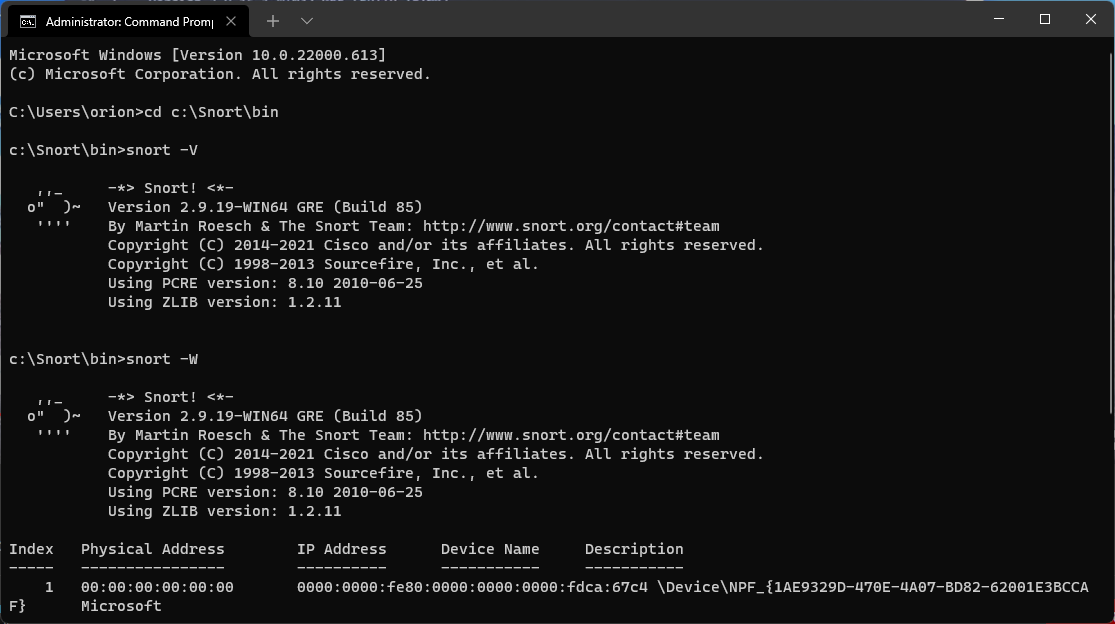 Administrator: Command Promp
Microsoft Windows [Version 10.0.22000.613]
(c) Microsoft Corporation. All rights reserved.
C:\Users\orion>cd c:\Snort\bin
c:\Snort\bin>snort -V
,,_ -*> Snort! <*-
o" )~ Version 2.9.19-WIN64 GRE (Build 85)
'''' By Martin Roesch & The Snort Team: http://www.snort.org/contact#team
Copyright (C) 2014-2021 Cisco and/or its affiliates. All rights reserved.
Copyright (C) 1998-2013 Sourcefire, Inc., et al.
Using PCRE version: 8.10 2010-06-25
Using ZLIB version: 1.2.11
c:\Snort\bin>snort -W
,,_ -*> Snort! <*-
o" )~ Version 2.9.19-WIN64 GRE (Build 85)
'''' By Martin Roesch & The Snort Team: http://www.snort.org/contact#team
Copyright (C) 2014-2021 Cisco and/or its affiliates. All rights reserved.
Copyright (C) 1998-2013 Sourcefire, Inc., et al.
Using PCRE version: 8.10 2010-06-25
Using ZLIB version: 1.2.11
Index Physical Address IP Address Device Name Description
----- ---------------- ---------- ----------- -----------
1 00:00:00:00:00:00 0000:0000:fe80:0000:0000:0000:fdca:67c4 \Device\NPF_{1AE9329D-470E-4A07-BD82-62001E3BCCA
F} Microsoft